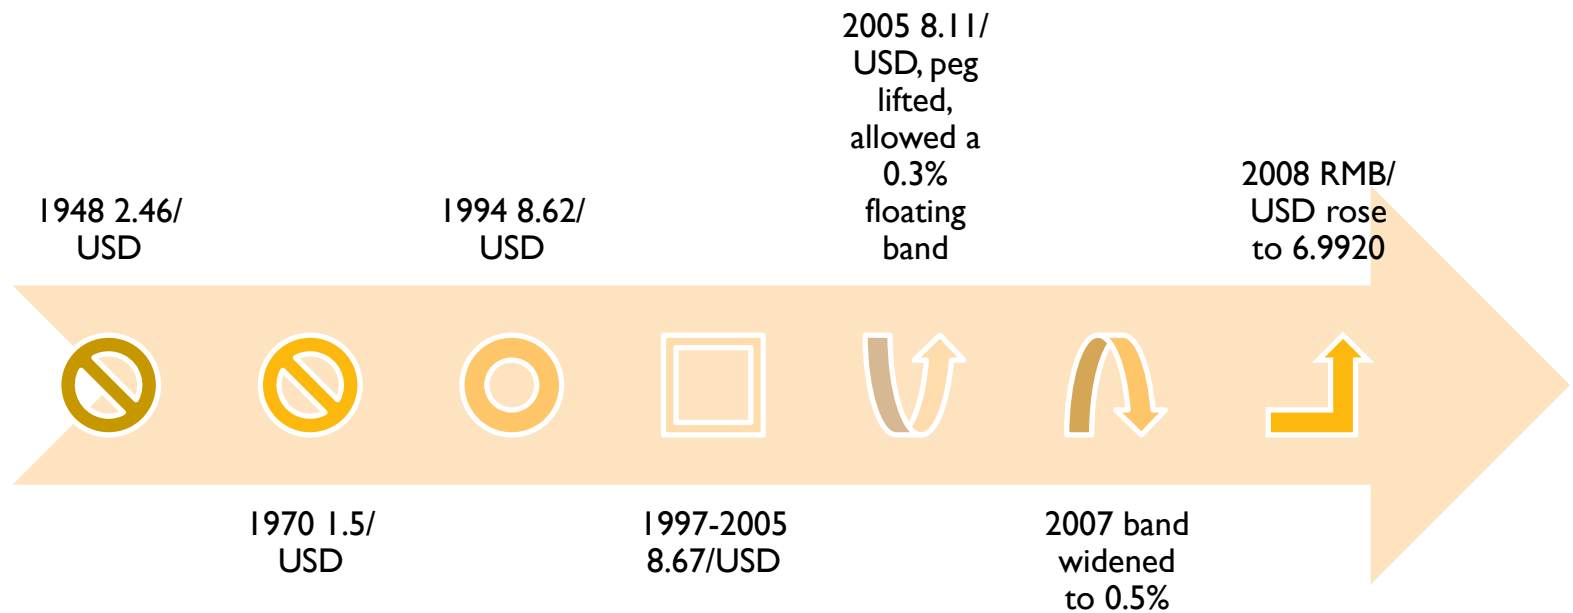 1948 2.46/
USD
1970 1.5/
USD
1994 8.62/
USD
1997-2005
8.67/USD
2005 8.11/
USD, peg
lifted,
allowed a
0.3%
floating
band
2007 band
widened
to 0.5%
2008 RMB/
USD rose
to 6.9920